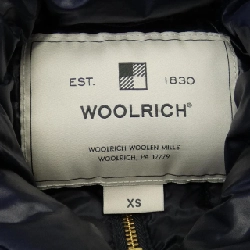 EST. 1830
WOOLRICH®
WOOLRICH WOOLEN MILLS
WOOLRICH, PA 17779
XS